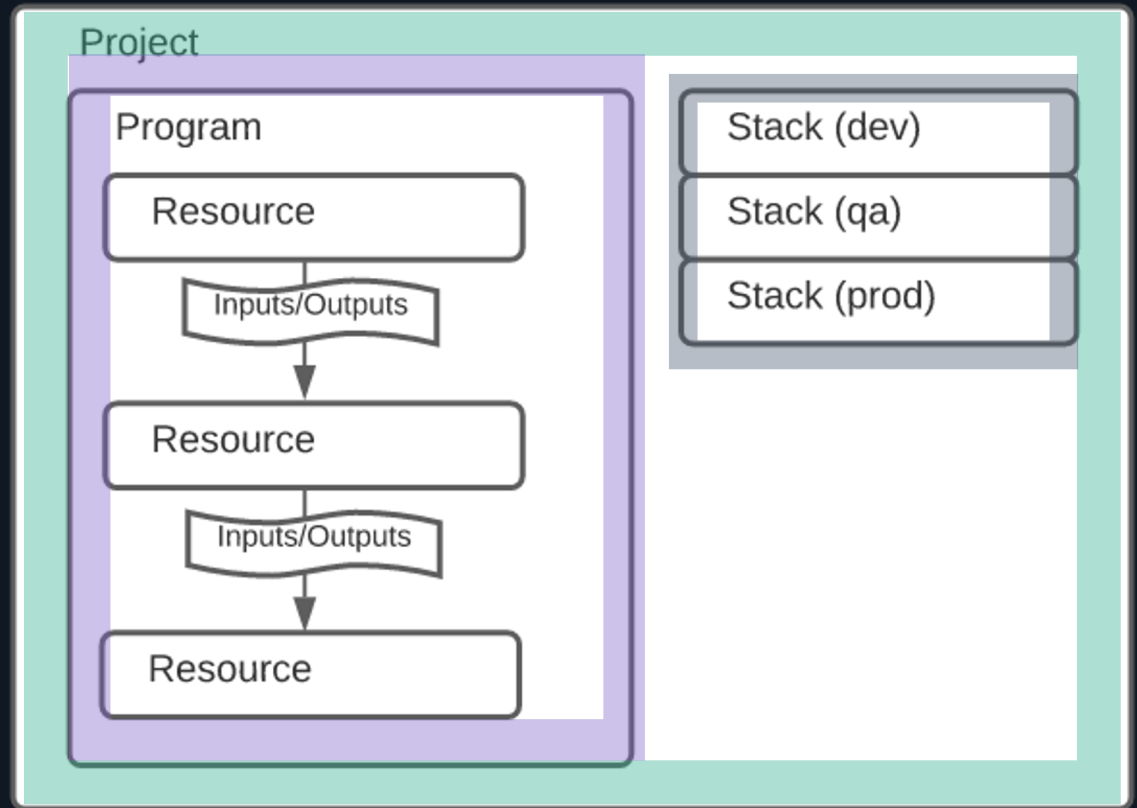 Project
Program
Resource
Inputs/Outputs
Resource
Inputs/Outputs
Resource
Stack (dev)
Stack (qa)
Stack (prod)